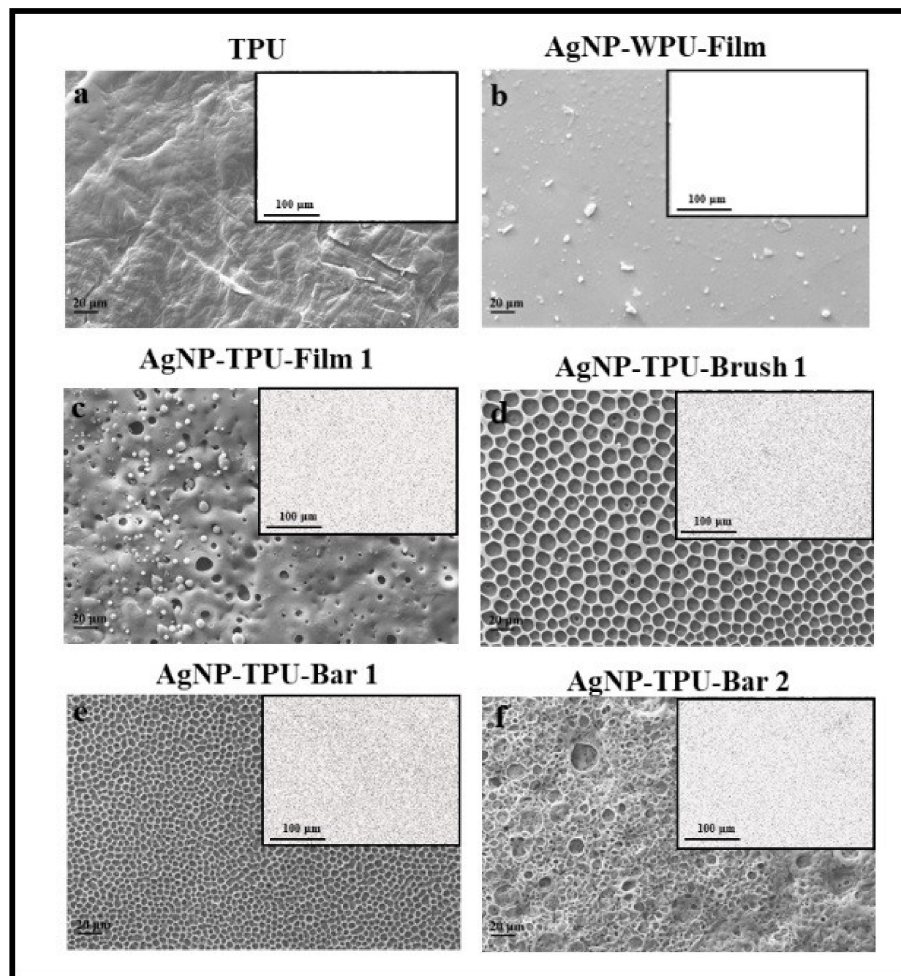 TPU
AgNP-WPU-Film
a
100 µm
20 µm
b
100 µm
20 µm
AgNP-TPU-Film 1
AgNP-TPU-Brush 1
c
100 µm
20 µm
d
100 µm
20 µm
AgNP-TPU-Bar 1
AgNP-TPU-Bar 2
e
100 µm
20 µm
f
100 µm
20 µm